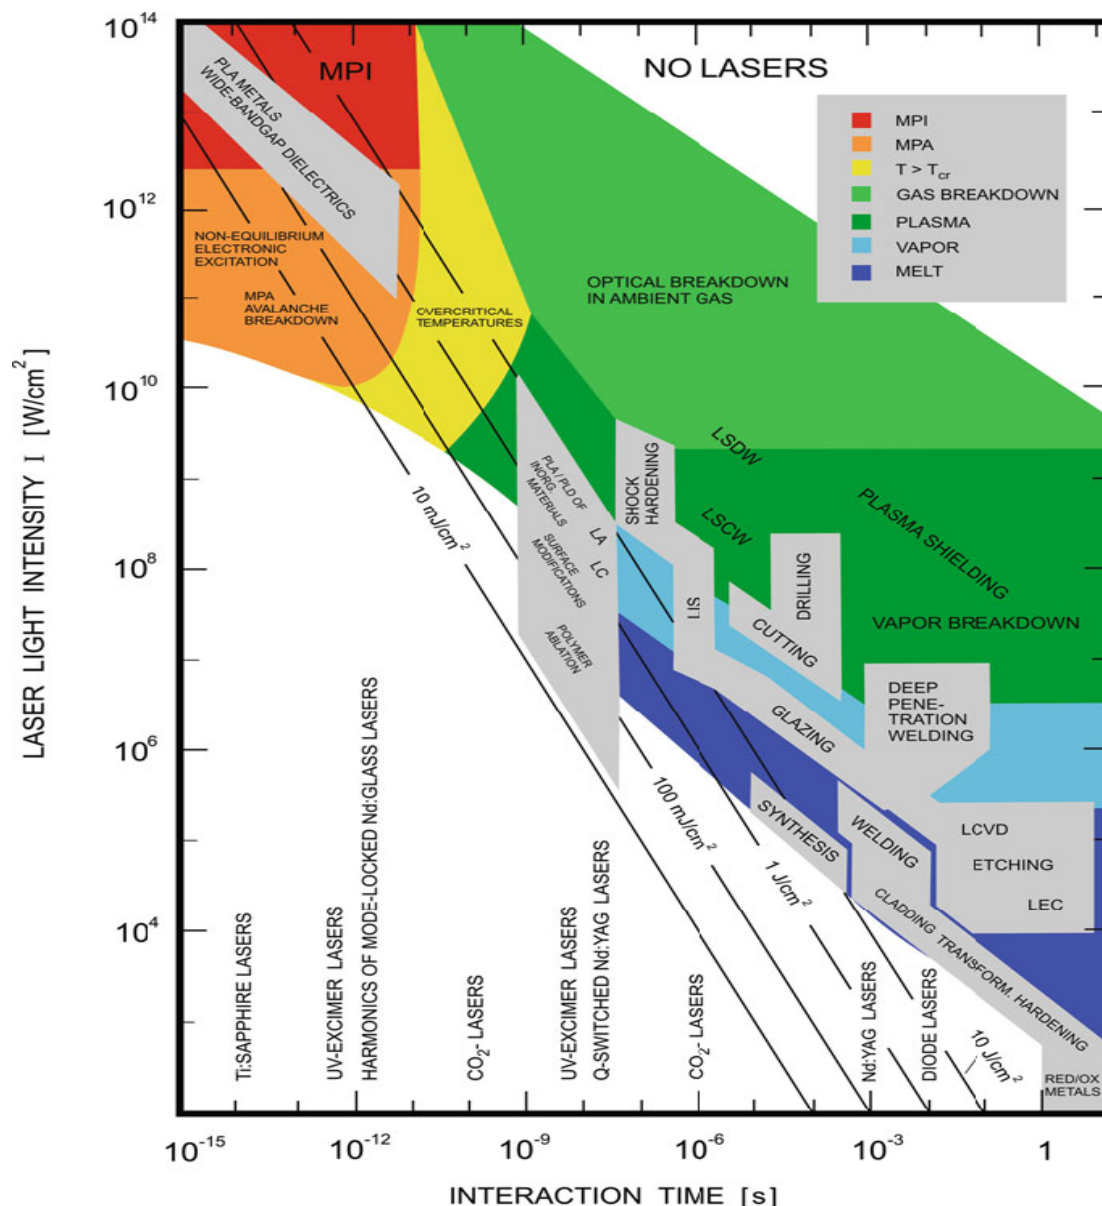 10^14
10^12
10^10
10^8
10^6
10^4
LASER LIGHT INTENSITY I [W/cm^2]
MPI
NO LASERS
MPI
MPA
T > T_cr
GAS BREAKDOWN
PLASMA
VAPOR
MELT
PLA METALS
WIDE-BANDGAP DIELECTRICS
NON-EQUILIBRIUM
ELECTRONIC
EXCITATION
MPA
AVALANCHE
BREAKDOWN
OVERCRITICAL
TEMPERATURES
OPTICAL BREAKDOWN
IN AMBIENT GAS
LSDW
LSCW
PLASMA SHIELDING
VAPOR BREAKDOWN
PLA / PLD OF
INORG.
MATERIALS
LA
LC
SURFACE
MODIFICATIONS
POLYMER
ABLATION
SHOCK
HARDENING
LIS
DRILLING
CUTTING
GLAZING
DEEP
PENE-
TRATION
WELDING
SYNTHESIS
WELDING
LCVD
ETCHING
LEC
CLADDING TRANSFORM. HARDENING
RED/OX
METALS
10 mJ/cm^2
100 mJ/cm^2
1 J/cm^2
10 J/cm^2
Ti:SAPPHIRE LASERS
UV-EXCIMER LASERS
HARMONICS OF MODE-LOCKED Nd:GLASS LASERS
CO_2- LASERS
UV-EXCIMER LASERS
Q-SWITCHED Nd:YAG LASERS
CO_2- LASERS
Nd:YAG LASERS
DIODE LASERS
10^-15
10^-12
10^-9
10^-6
10^-3
1
INTERACTION TIME [s]